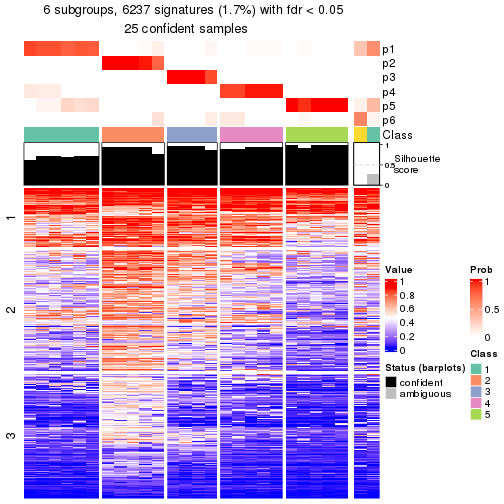 6 subgroups, 6237 signatures (1.7%) with fdr < 0.05
25 confident samples
p1
p2
p3
p4
p5
p6
Class
1
0.5
0
Silhouette
score
1
2
3
Value
1
0.8
0.6
0.4
0.2
0
Prob
1
0.5
0
Status (barplots)
confident
ambiguous
Class
1
2
3
4
5